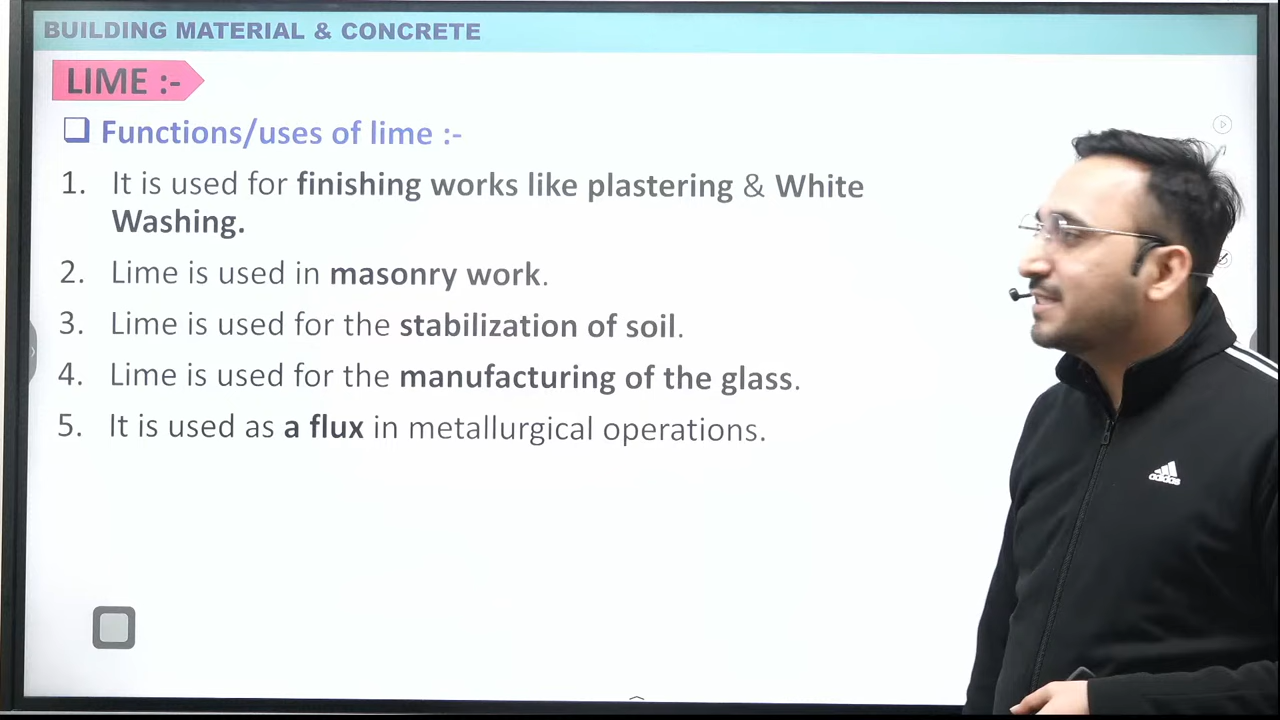 BUILDING MATERIAL & CONCRETE
LIME :-
Functions/uses of lime :-
1. It is used for finishing works like plastering & White
Washing.
2. Lime is used in masonry work.
3. Lime is used for the stabilization of soil.
4. Lime is used for the manufacturing of the glass.
5. It is used as a flux in metallurgical operations.
adidas